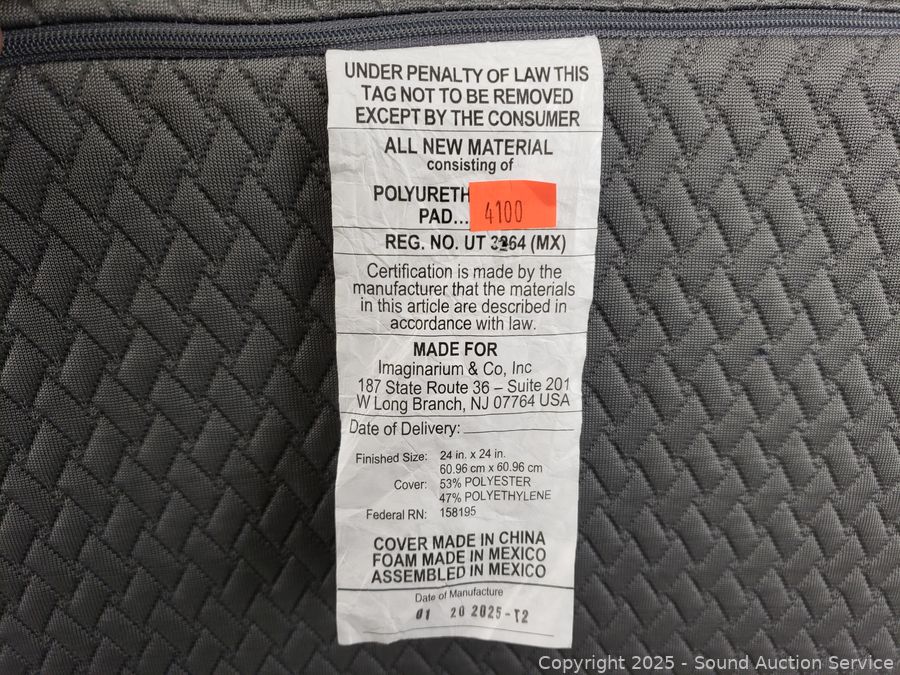 UNDER PENALTY OF LAW THIS
TAG NOT TO BE REMOVED
EXCEPT BY THE CONSUMER
ALL NEW MATERIAL
consisting of
POLYURETH
PAD... 4100
REG. NO. UT 3264 (MX)
Certification is made by the
manufacturer that the materials
in this article are described in
accordance with law.
MADE FOR
Imaginarium & Co, Inc
187 State Route 36 – Suite 201
W Long Branch, NJ 07764 USA
Date of Delivery:
Finished Size: 24 in. x 24 in.
60.96 cm x 60.96 cm
Cover: 53% POLYESTER
47% POLYETHYLENE
Federal RN: 158195
COVER MADE IN CHINA
FOAM MADE IN MEXICO
ASSEMBLED IN MEXICO
Date of Manufacture
01 20 2025-T2
Copyright 2025 - Sound Auction Service